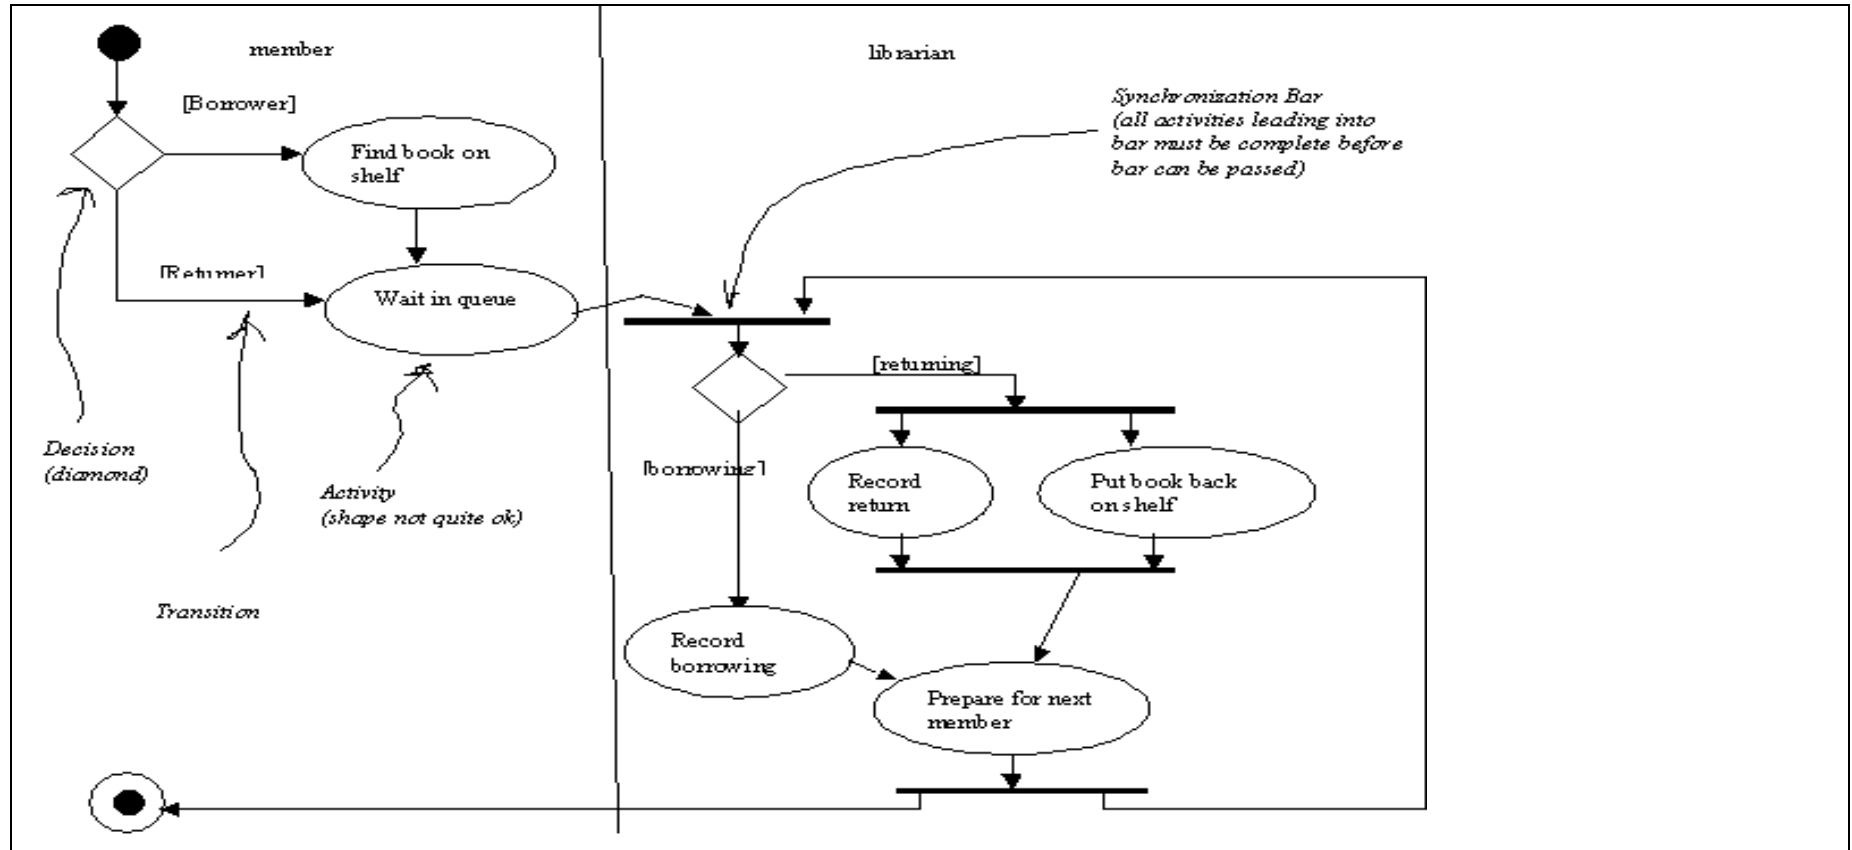 member
librarian
[Borrower]
Synchronization Bar
(all activities leading into
bar must be complete before
bar can be passed)
Find book on
shelf
[Returner]
Wait in queue
[returning]
Decision
(diamond)
[borrowing]
Activity
(shape not quite ok)
Record
return
Put book back
on shelf
Transition
Record
borrowing
Prepare for next
member